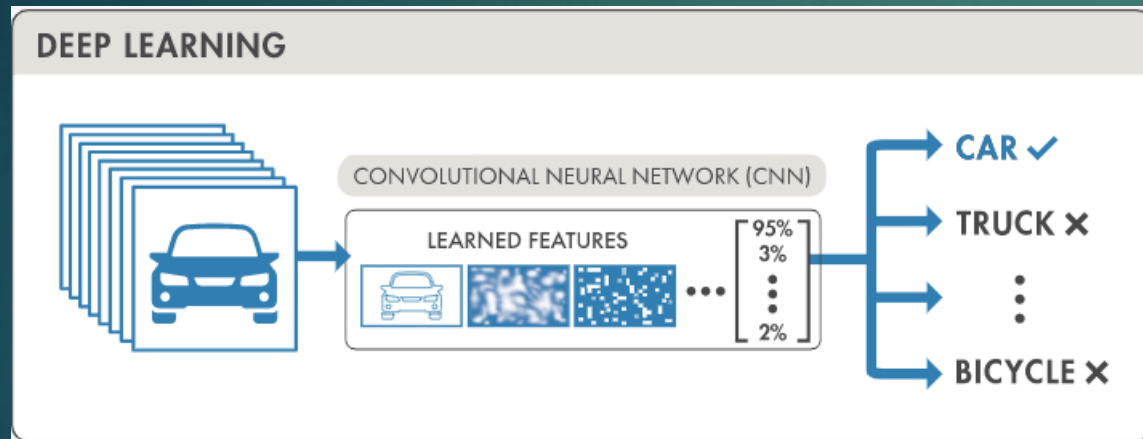 DEEP LEARNING
CONVOLUTIONAL NEURAL NETWORK (CNN)
LEARNED FEATURES
95%
3%
2%
CAR
TRUCK
BICYCLE